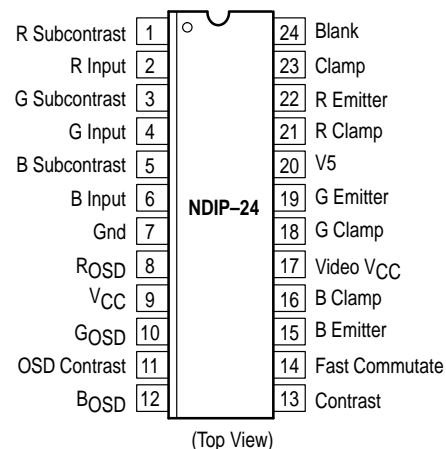 R Subcontrast 1
R Input 2
G Subcontrast 3
G Input 4
B Subcontrast 5
B Input 6
Gnd 7
ROSD 8
VCC 9
GOSD 10
OSD Contrast 11
BOSD 12
NDIP–24
24 Blank
23 Clamp
22 R Emitter
21 R Clamp
20 V5
19 G Emitter
18 G Clamp
17 Video VCC
16 B Clamp
15 B Emitter
14 Fast Commutate
13 Contrast
(Top View)